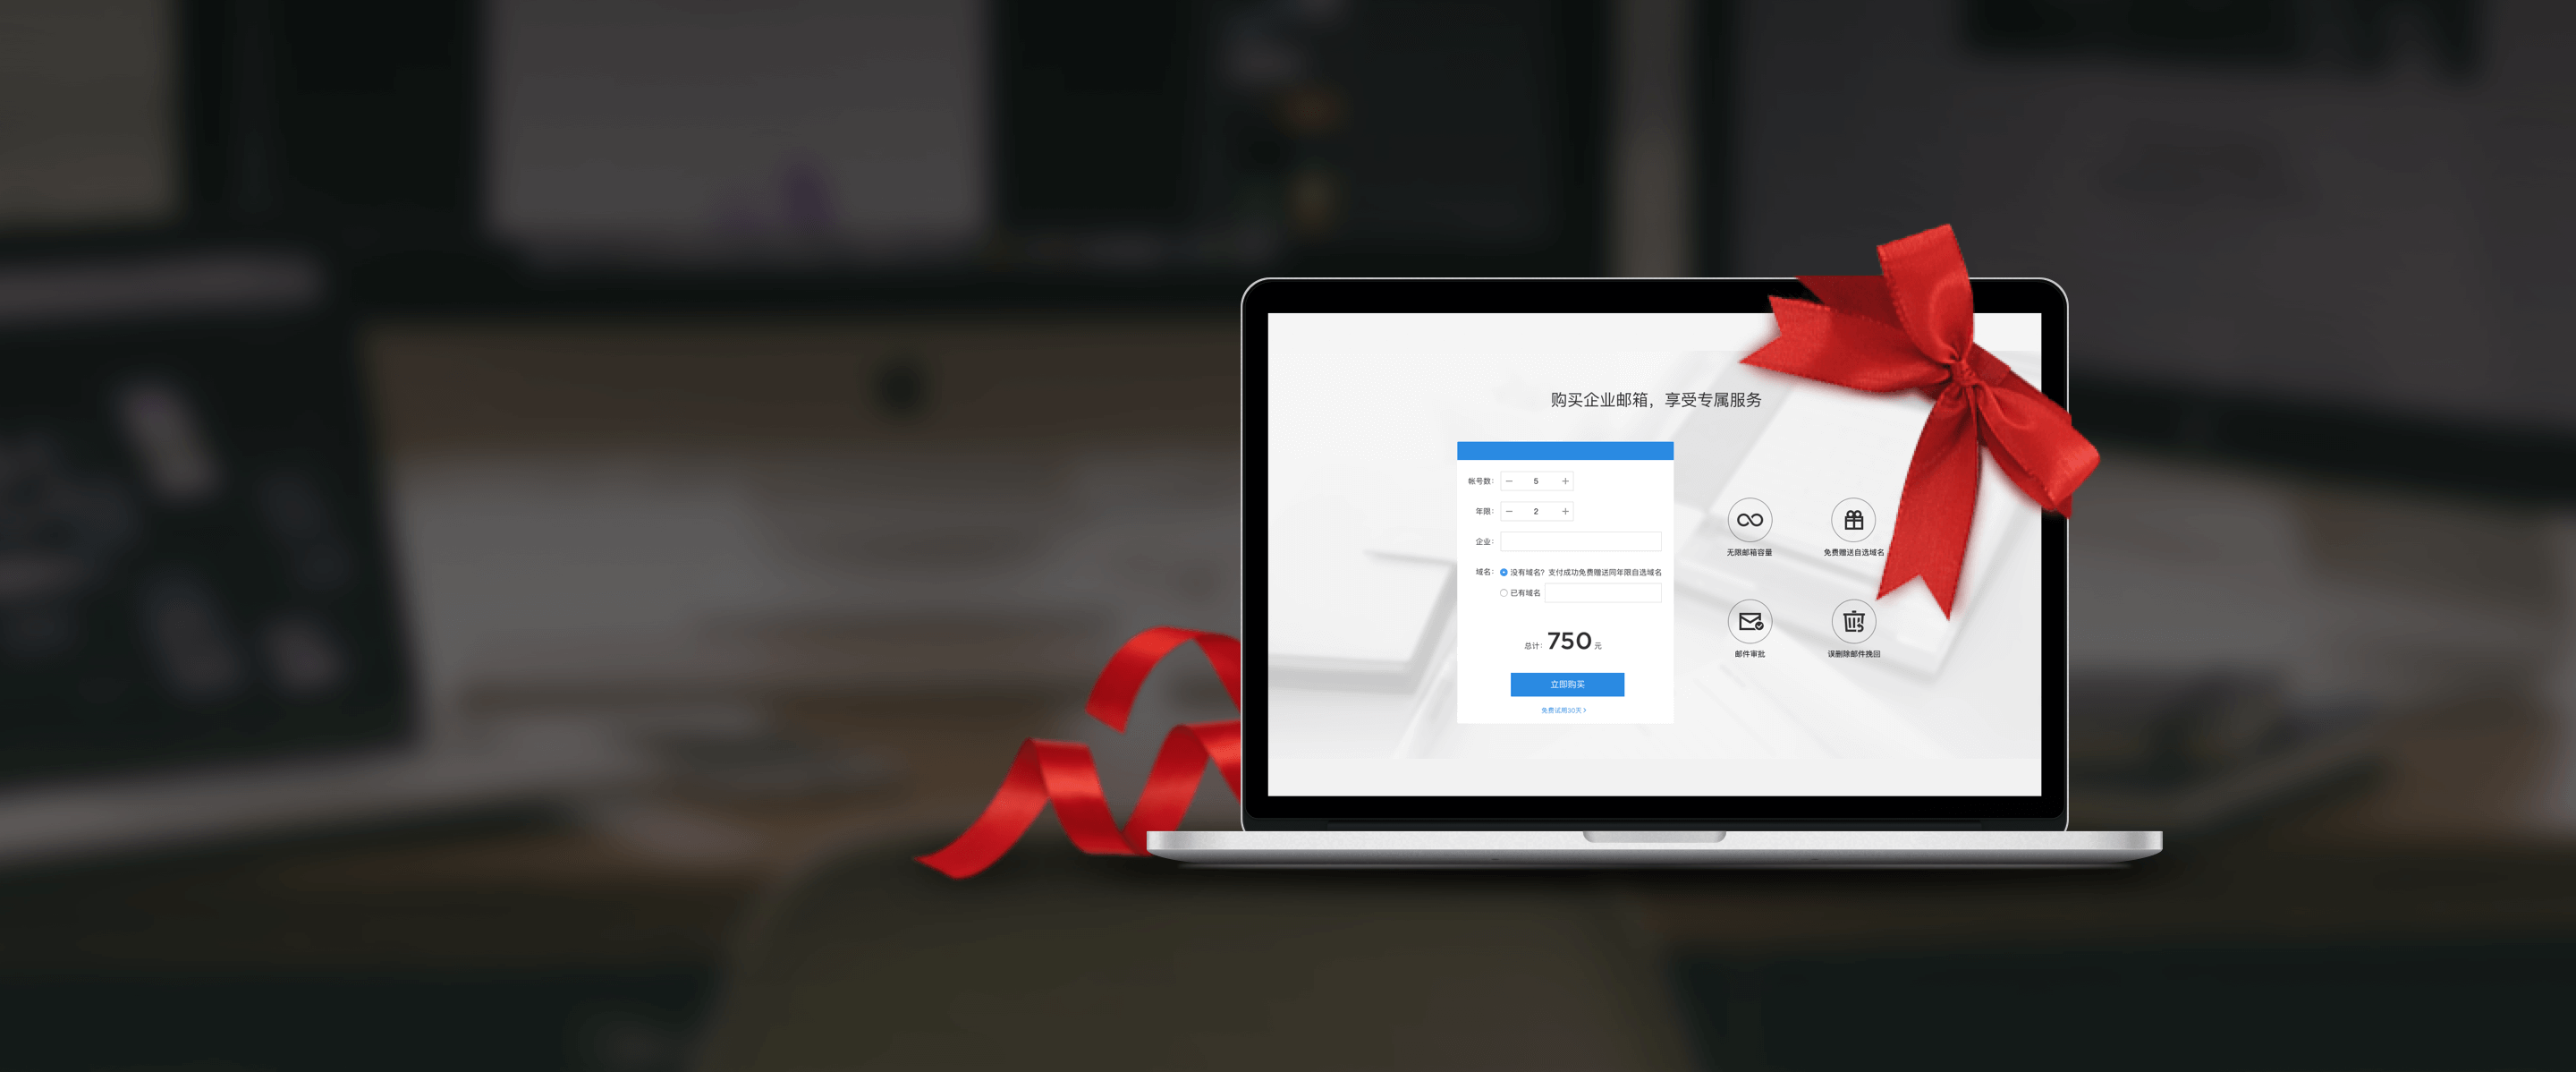 购买企业邮箱，享受专属服务
帐号数： － 5 ＋
年限： － 2 ＋
企业：
域名： 没有域名？ 支付成功免费赠送同年限自选域名
已有域名
总计： 750 元
立即购买
免费试用30天 >
无限邮箱容量
免费赠送自选域名
邮件审批
误删除邮件挽回